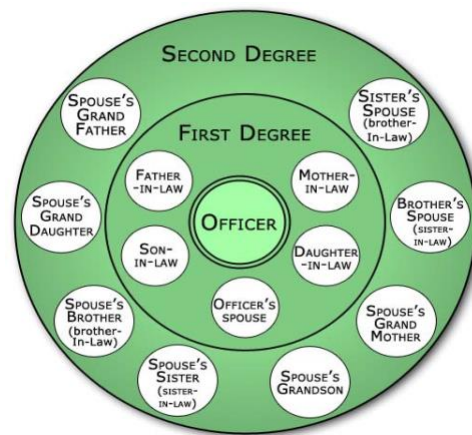 SECOND DEGREE
SPOUSE'S
GRAND
FATHER
SISTER'S
SPOUSE
(brother-
In-Law)
FIRST DEGREE
FATHER
-IN-LAW
MOTHER-
IN-LAW
SPOUSE'S
GRAND
DAUGHTER
OFFICER
BROTHER'S
SPOUSE
(SISTER-
IN-LAW)
SON-
IN-LAW
DAUGHTER
-IN-LAW
OFFICER'S
SPOUSE
SPOUSE'S
BROTHER
(brother-
In-Law)
SPOUSE'S
GRAND
MOTHER
SPOUSE'S
SISTER
(SISTER-
IN-LAW)
SPOUSE'S
GRANDSON